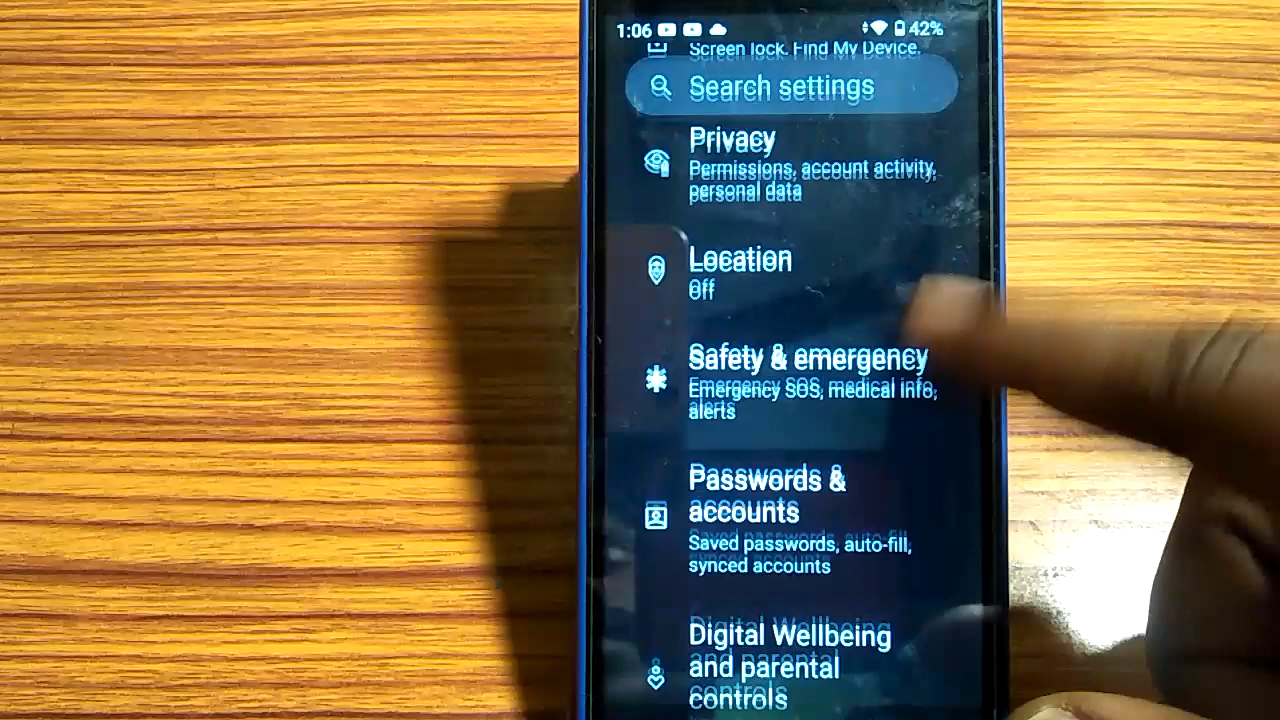 1:06 42%
Screen lock. Find My Device.
Search settings
Privacy
Permissions, account activity,
personal data
Location
Off
Safety & emergency
Emergency SOS, medical info,
alerts
Passwords &
accounts
Saved passwords, auto-fill,
synced accounts
Digital Wellbeing
and parental
controls